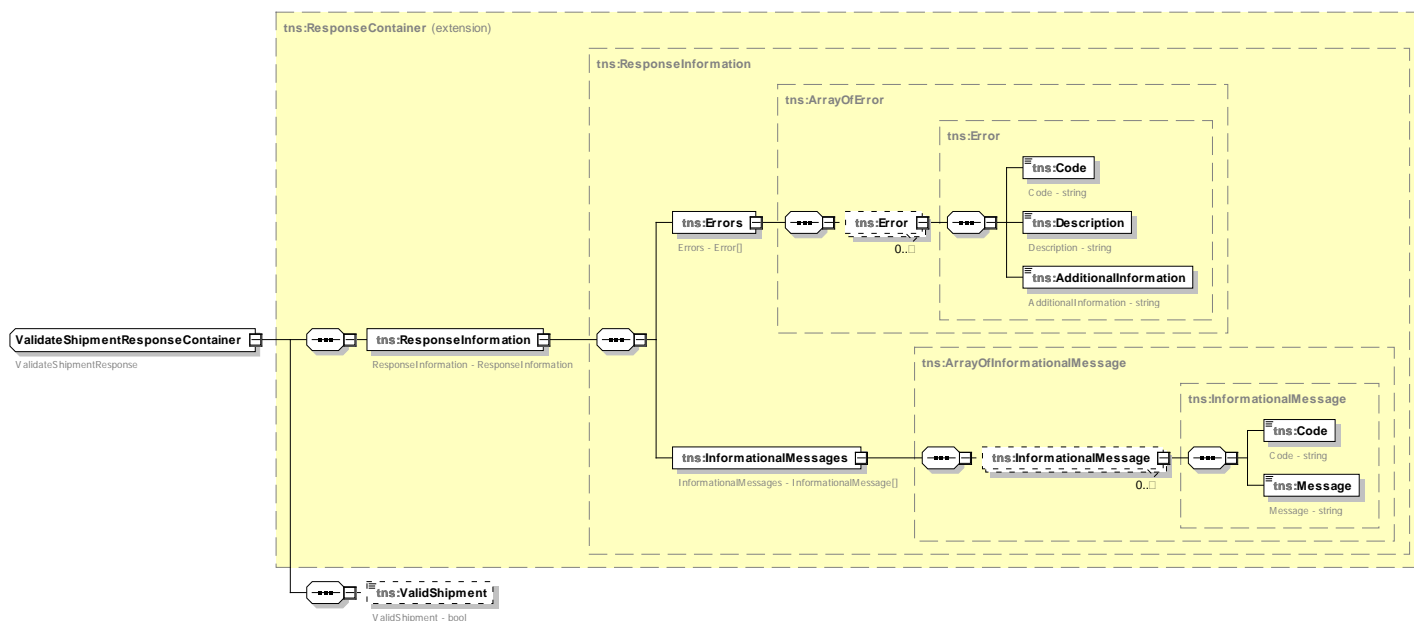 tns:ResponseContainer (extension)
tns:ResponseInformation
tns:ArrayOfError
tns:Error
tns:Code
Code - string
tns:Errors
Errors - Error[]
tns:Error
0..□
tns:Description
Description - string
tns:AdditionalInformation
AdditionalInformation - string
ValidateShipmentResponseContainer
ValidateShipmentResponse
tns:ResponseInformation
ResponseInformation - ResponseInformation
tns:ArrayOfInformationalMessage
tns:InformationalMessage
tns:Code
Code - string
tns:InformationalMessages
InformationalMessages - InformationalMessage[]
tns:InformationalMessage
0..□
tns:Message
Message - string
tns:ValidShipment
ValidShipment - bool